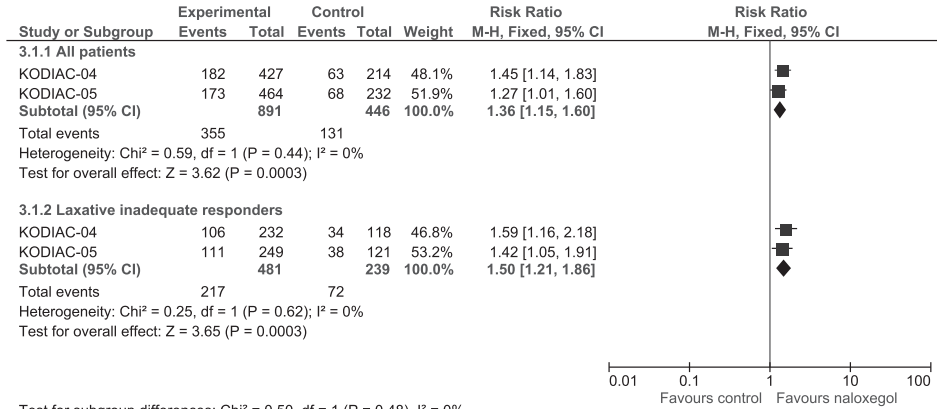 Experimental Control Risk Ratio Risk Ratio
Study or Subgroup Events Total Events Total Weight M-H, Fixed, 95% CI M-H, Fixed, 95% CI
3.1.1 All patients
KODIAC-04 182 427 63 214 48.1% 1.45 [1.14, 1.83]
KODIAC-05 173 464 68 232 51.9% 1.27 [1.01, 1.60]
Subtotal (95% CI) 891 446 100.0% 1.36 [1.15, 1.60]
Total events 355 131
Heterogeneity: Chi² = 0.59, df = 1 (P = 0.44); I² = 0%
Test for overall effect: Z = 3.62 (P = 0.0003)
3.1.2 Laxative inadequate responders
KODIAC-04 106 232 34 118 46.8% 1.59 [1.16, 2.18]
KODIAC-05 111 249 38 121 53.2% 1.42 [1.05, 1.91]
Subtotal (95% CI) 481 239 100.0% 1.50 [1.21, 1.86]
Total events 217 72
Heterogeneity: Chi² = 0.25, df = 1 (P = 0.62); I² = 0%
Test for overall effect: Z = 3.65 (P = 0.0003)
0.01 0.1 1 10 100
Favours control Favours naloxegol
Test for subgroup differences: Chi² = 0.50, df = 1 (P = 0.48), I² = 0%